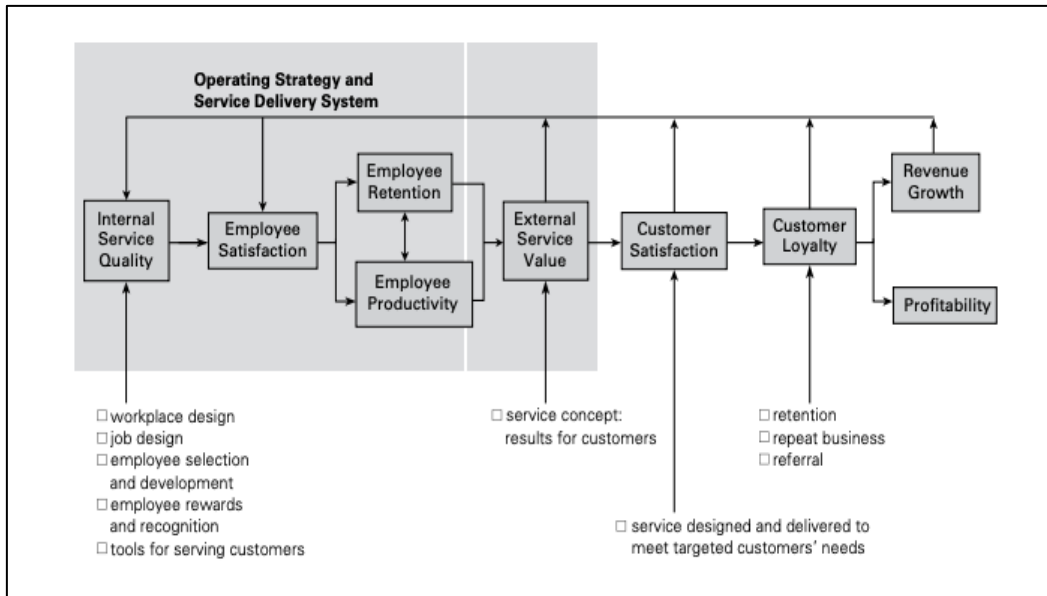 Operating Strategy and
Service Delivery System
Internal
Service
Quality
Employee
Satisfaction
Employee
Retention
Employee
Productivity
External
Service
Value
Customer
Satisfaction
Customer
Loyalty
Revenue
Growth
Profitability
☐ workplace design
☐ job design
☐ employee selection
and development
☐ employee rewards
and recognition
☐ tools for serving customers
☐ service concept:
results for customers
☐ retention
☐ repeat business
☐ referral
☐ service designed and delivered to
meet targeted customers’ needs